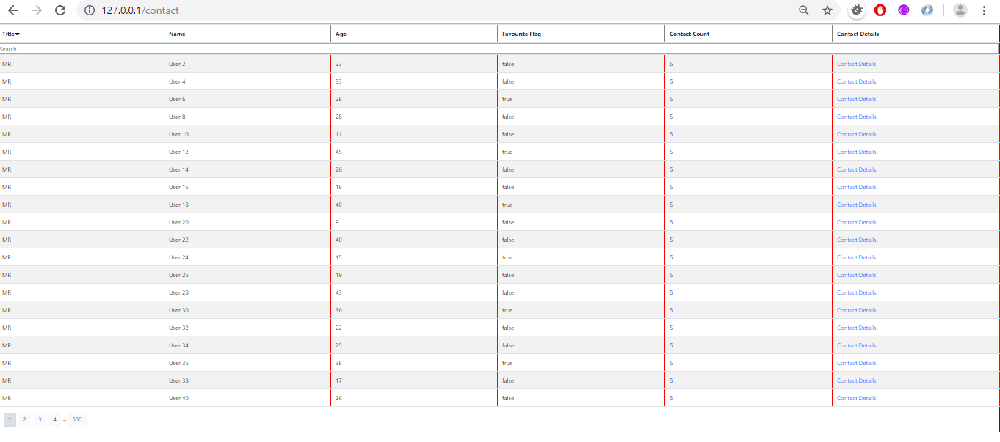 127.0.0.1/contact
Title Name Age Favourite Flag Contact Count Contact Details
Search...
MR User 2 23 false 6 Contact Details
MR User 4 33 false 5 Contact Details
MR User 6 28 true 5 Contact Details
MR User 8 28 false 5 Contact Details
MR User 10 11 false 5 Contact Details
MR User 12 45 true 5 Contact Details
MR User 14 26 false 5 Contact Details
MR User 16 16 false 5 Contact Details
MR User 18 40 true 5 Contact Details
MR User 20 9 false 5 Contact Details
MR User 22 40 false 5 Contact Details
MR User 24 15 true 5 Contact Details
MR User 26 19 false 5 Contact Details
MR User 28 43 false 5 Contact Details
MR User 30 36 true 5 Contact Details
MR User 32 22 false 5 Contact Details
MR User 34 25 false 5 Contact Details
MR User 36 38 true 5 Contact Details
MR User 38 17 false 5 Contact Details
MR User 40 26 false 5 Contact Details
1 2 3 4 ... 500